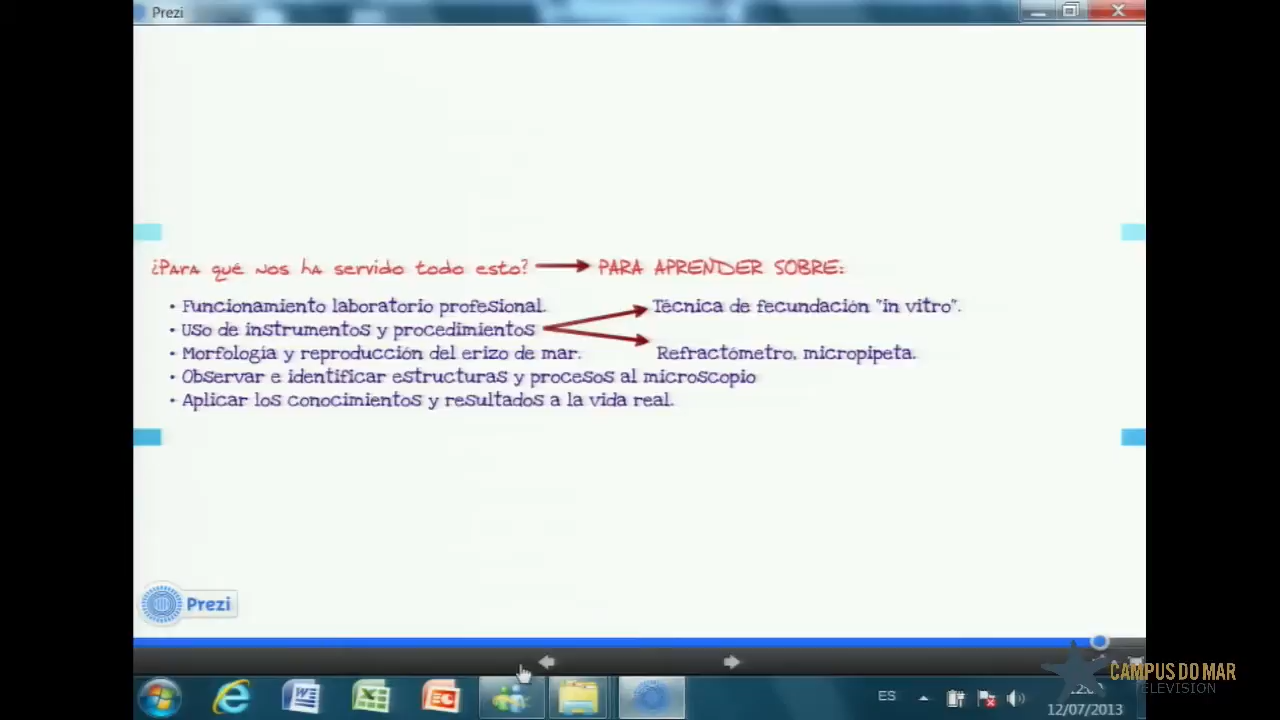 Prezi
¿Para qué nos ha servido todo esto? PARA APRENDER SOBRE:
• Funcionamiento laboratorio profesional. Técnica de fecundación "in vitro".
• Uso de instrumentos y procedimientos
• Morfología y reproducción del erizo de mar. Refractómetro, micropipeta.
• Observar e identificar estructuras y procesos al microscopio
• Aplicar los conocimientos y resultados a la vida real.
Prezi
ES
CAMPUS DO MAR
TELEVISION
12/07/2013